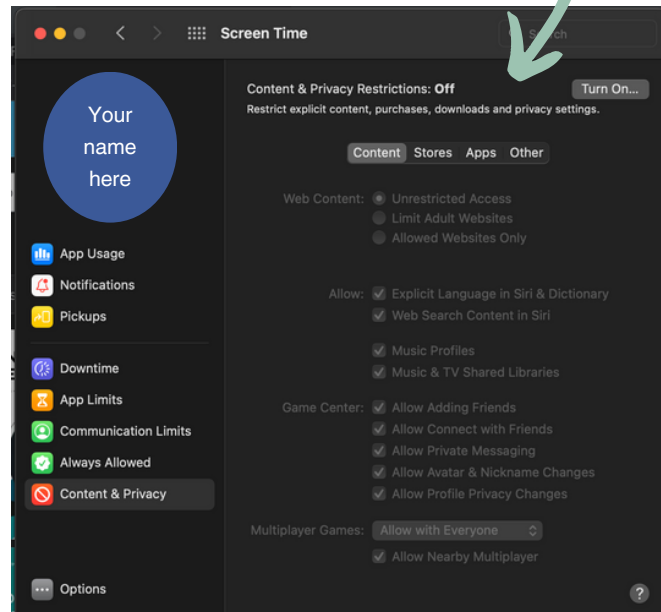 Screen Time
Search
Content & Privacy Restrictions: Off
Turn On...
Restrict explicit content, purchases, downloads and privacy settings.
Your
name
here
Content Stores Apps Other
Web Content: Unrestricted Access
Limit Adult Websites
Allowed Websites Only
App Usage
Notifications
Pickups
Allow: Explicit Language in Siri & Dictionary
Web Search Content in Siri
Music Profiles
Music & TV Shared Libraries
Downtime
App Limits
Communication Limits
Always Allowed
Content & Privacy
Game Center: Allow Adding Friends
Allow Connect with Friends
Allow Private Messaging
Allow Avatar & Nickname Changes
Allow Profile Privacy Changes
Multiplayer Games: Allow with Everyone
Allow Nearby Multiplayer
Options
?